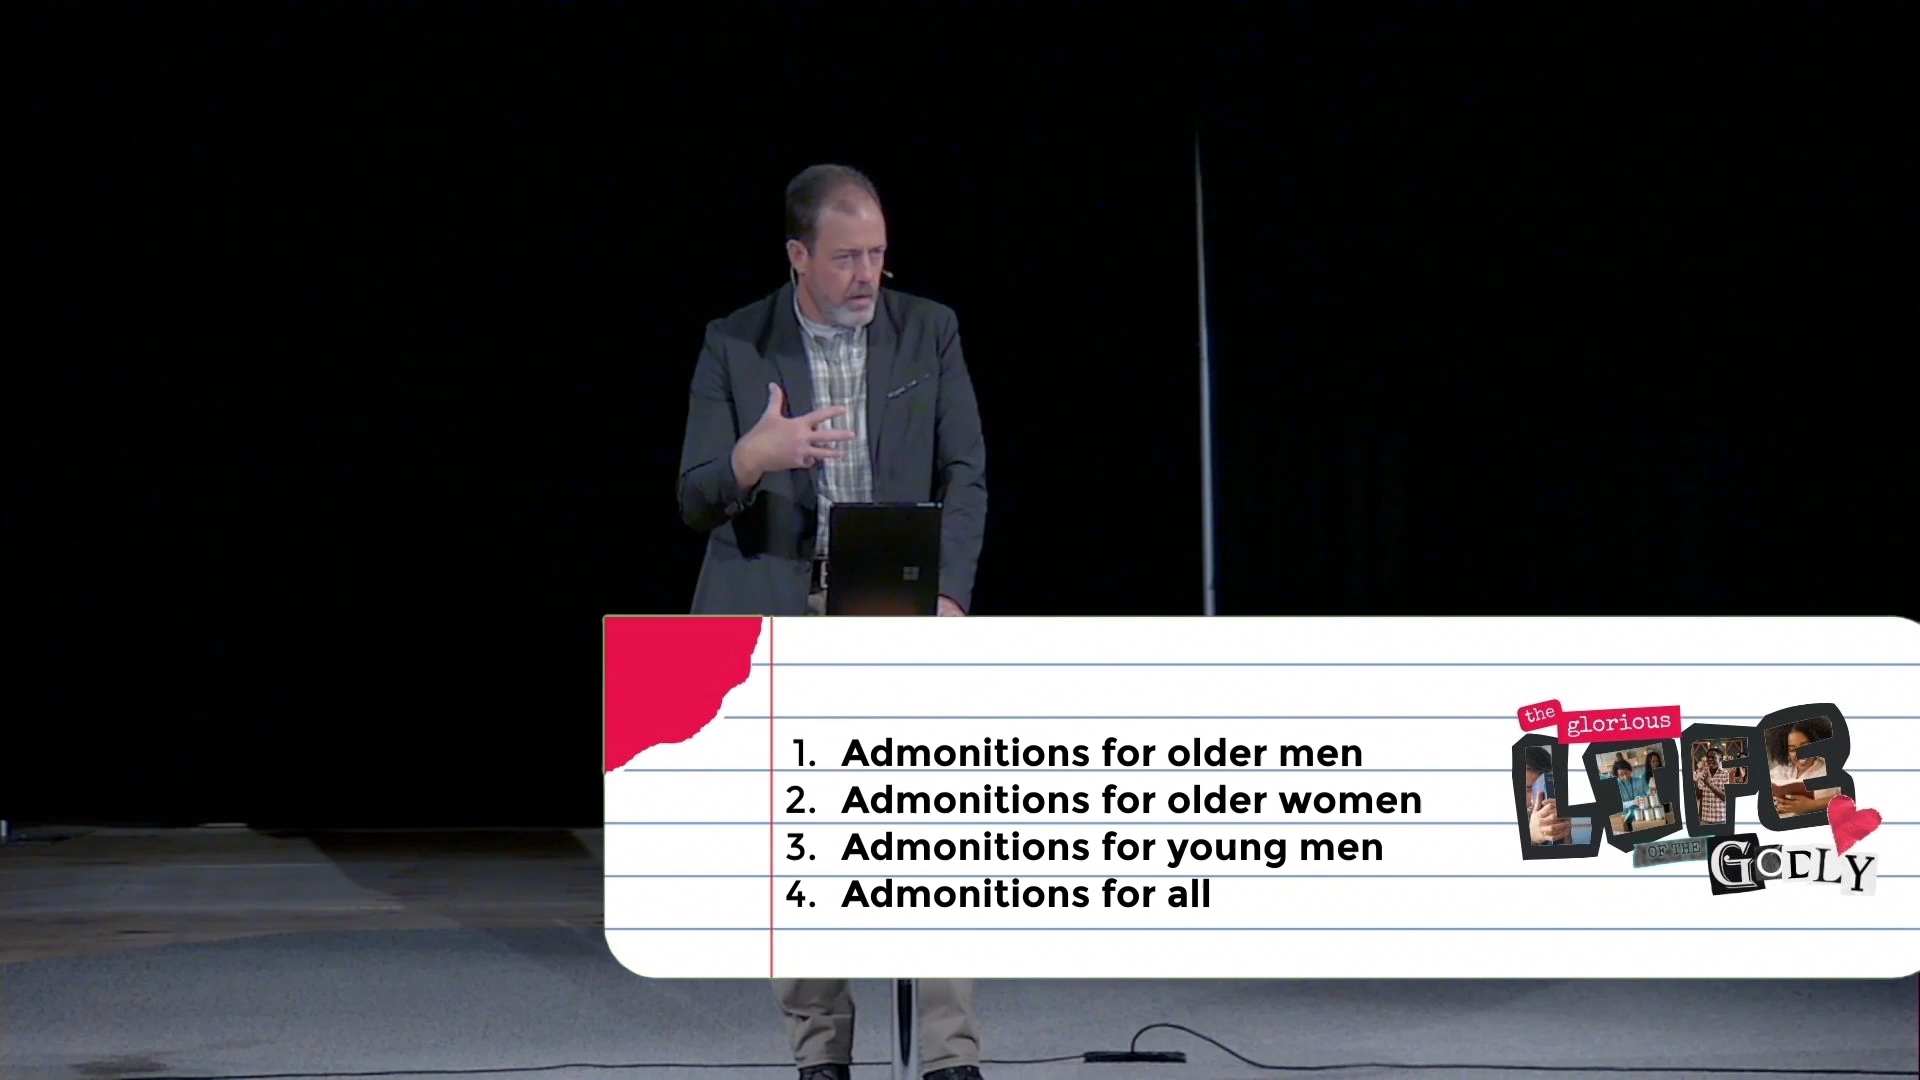 1. Admonitions for older men
2. Admonitions for older women
3. Admonitions for young men
4. Admonitions for all
the
glorious
LIFE
OF THE
GODLY